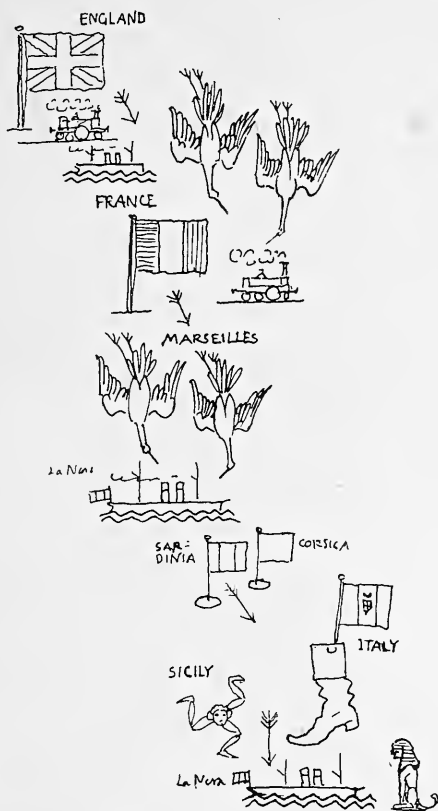 ENGLAND
FRANCE
MARSEILLES
La Nora
SAR=
DINIA
CORSICA
ITALY
SICILY
La Nora